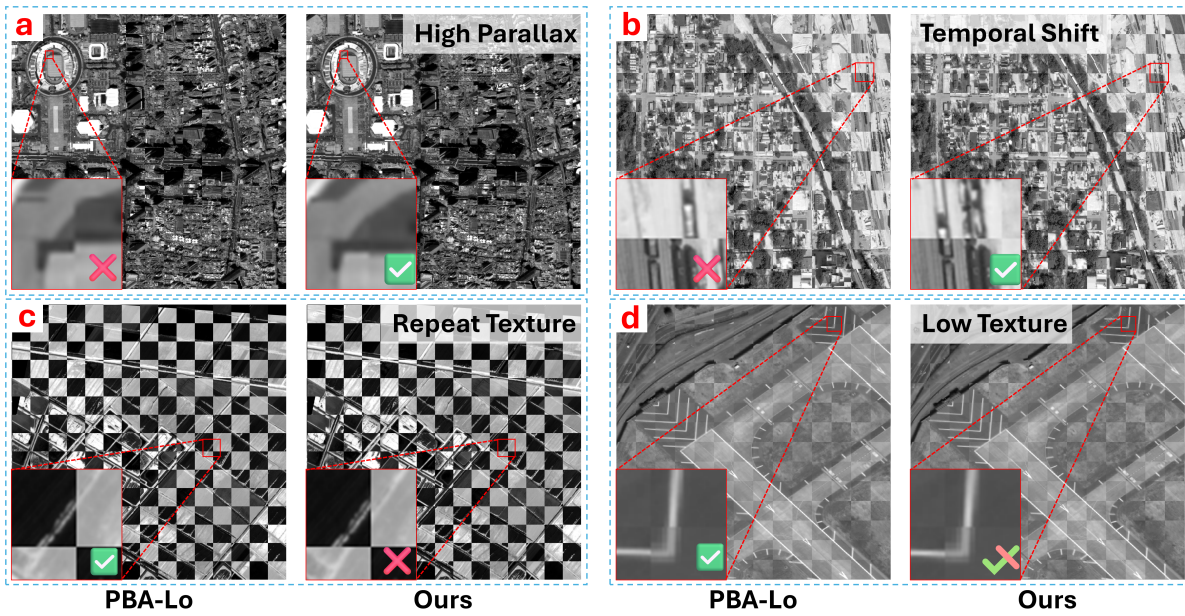 a
High Parallax
b
Temporal Shift
c
Repeat Texture
d
Low Texture
PBA-Lo
Ours
PBA-Lo
Ours